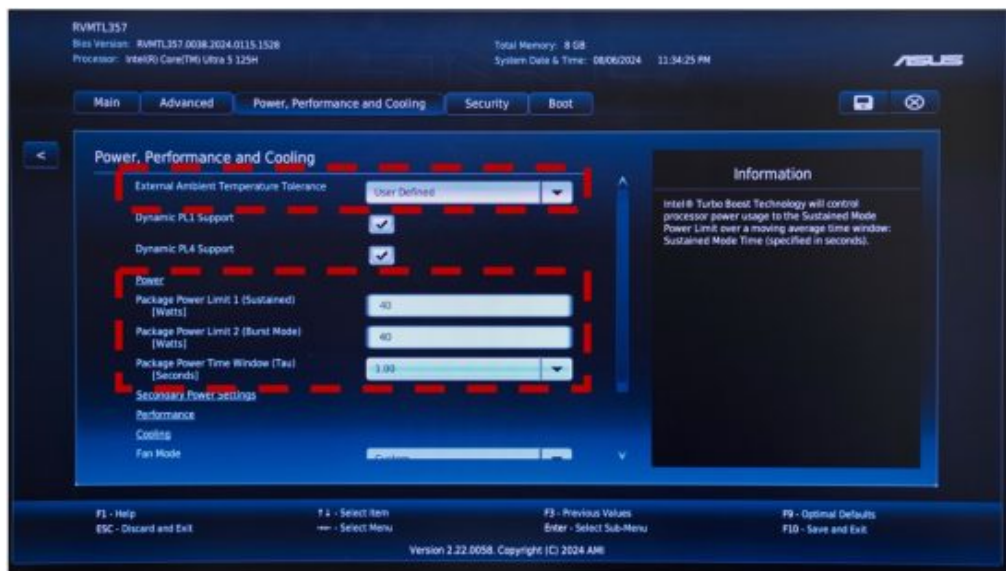 RVMTL357
Bios Version: RVMTL357.0038.2024.0115.1528
Processor: Intel(R) Core(TM) Ultra 5 125H
Total Memory: 8 GB
System Date & Time: 08/06/2024 11:34:25 PM
ASUS
Main Advanced Power, Performance and Cooling Security Boot
<
Power, Performance and Cooling
External Ambient Temperature Tolerance
User Defined
Dynamic PL1 Support
Dynamic PL4 Support
Power
Package Power Limit 1 (Sustained)
[Watts]
40
Package Power Limit 2 (Burst Mode)
[Watts]
40
Package Power Time Window (Tau)
[Seconds]
1.00
Secondary Power Settings
Performance
Cooling
Fan Mode
Custom
Information
Intel® Turbo Boost Technology will control
processor power usage to the Sustained Mode
Power Limit over a moving average time window:
Sustained Mode Time (specified in seconds).
F1 - Help
ESC - Discard and Exit
↑↓ - Select Item
→← - Select Menu
F3 - Previous Values
Enter - Select Sub-Menu
F9 - Optimal Defaults
F10 - Save and Exit
Version 2.22.0058. Copyright (C) 2024 AMI